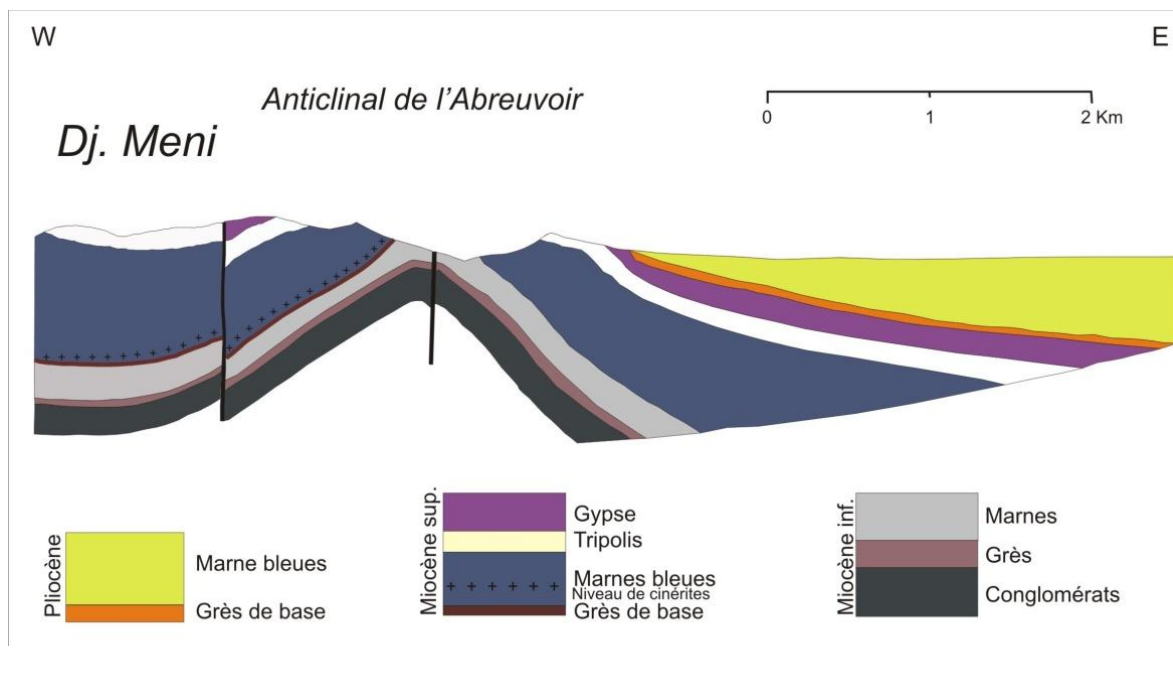 W
E
Anticlinal de l'Abreuvoir
Dj. Meni
0
1
2 Km
Pliocène
Marne bleues
Grès de base
Miocène sup.
Gypse
Tripolis
Marnes bleues
Niveau de cinérites
Grès de base
Miocène inf.
Marnes
Grès
Conglomérats